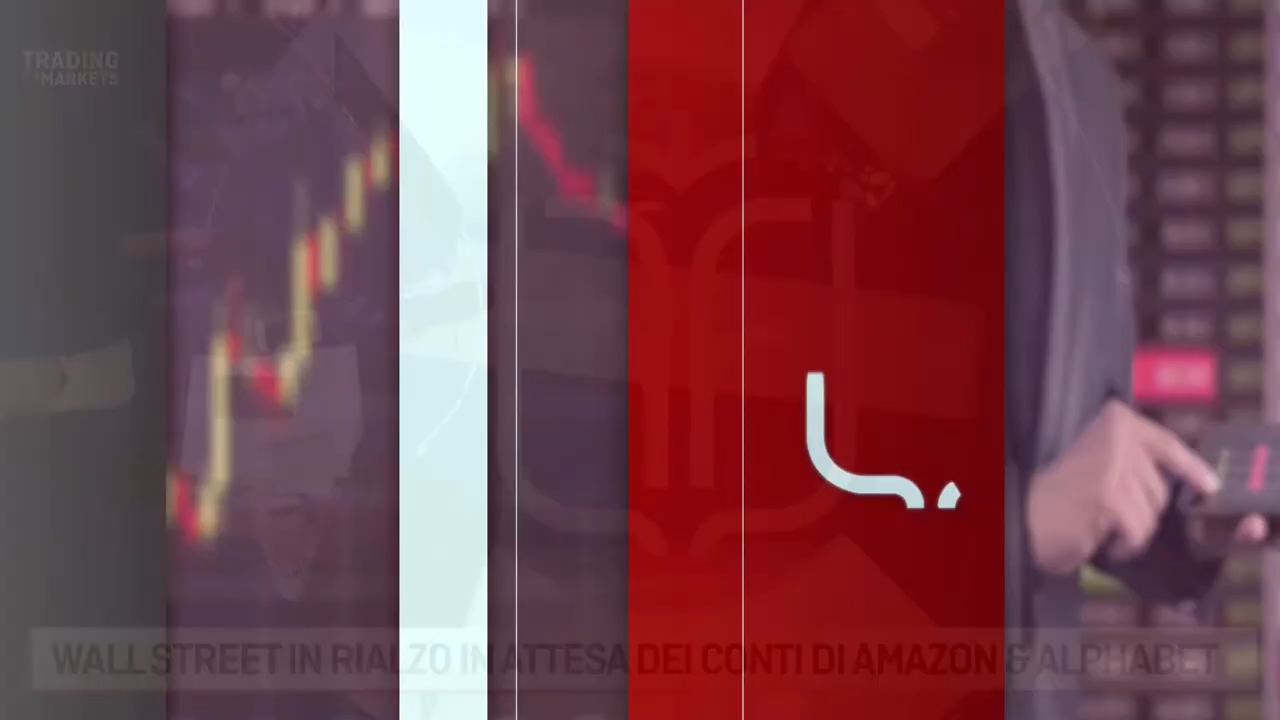 TRADING
MARKETS
WALL STREET IN RIALZO IN ATTESA DEI CONTI DI AMAZON & ALPHABET